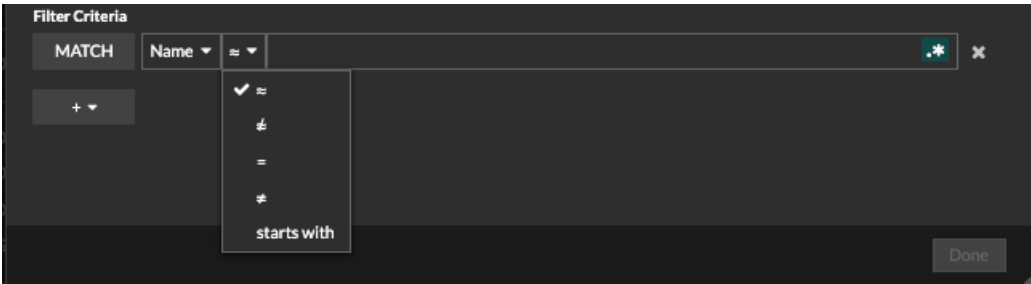 Filter Criteria
MATCH Name ≈ .*
≈
+
≉
=
≠
starts with
Done